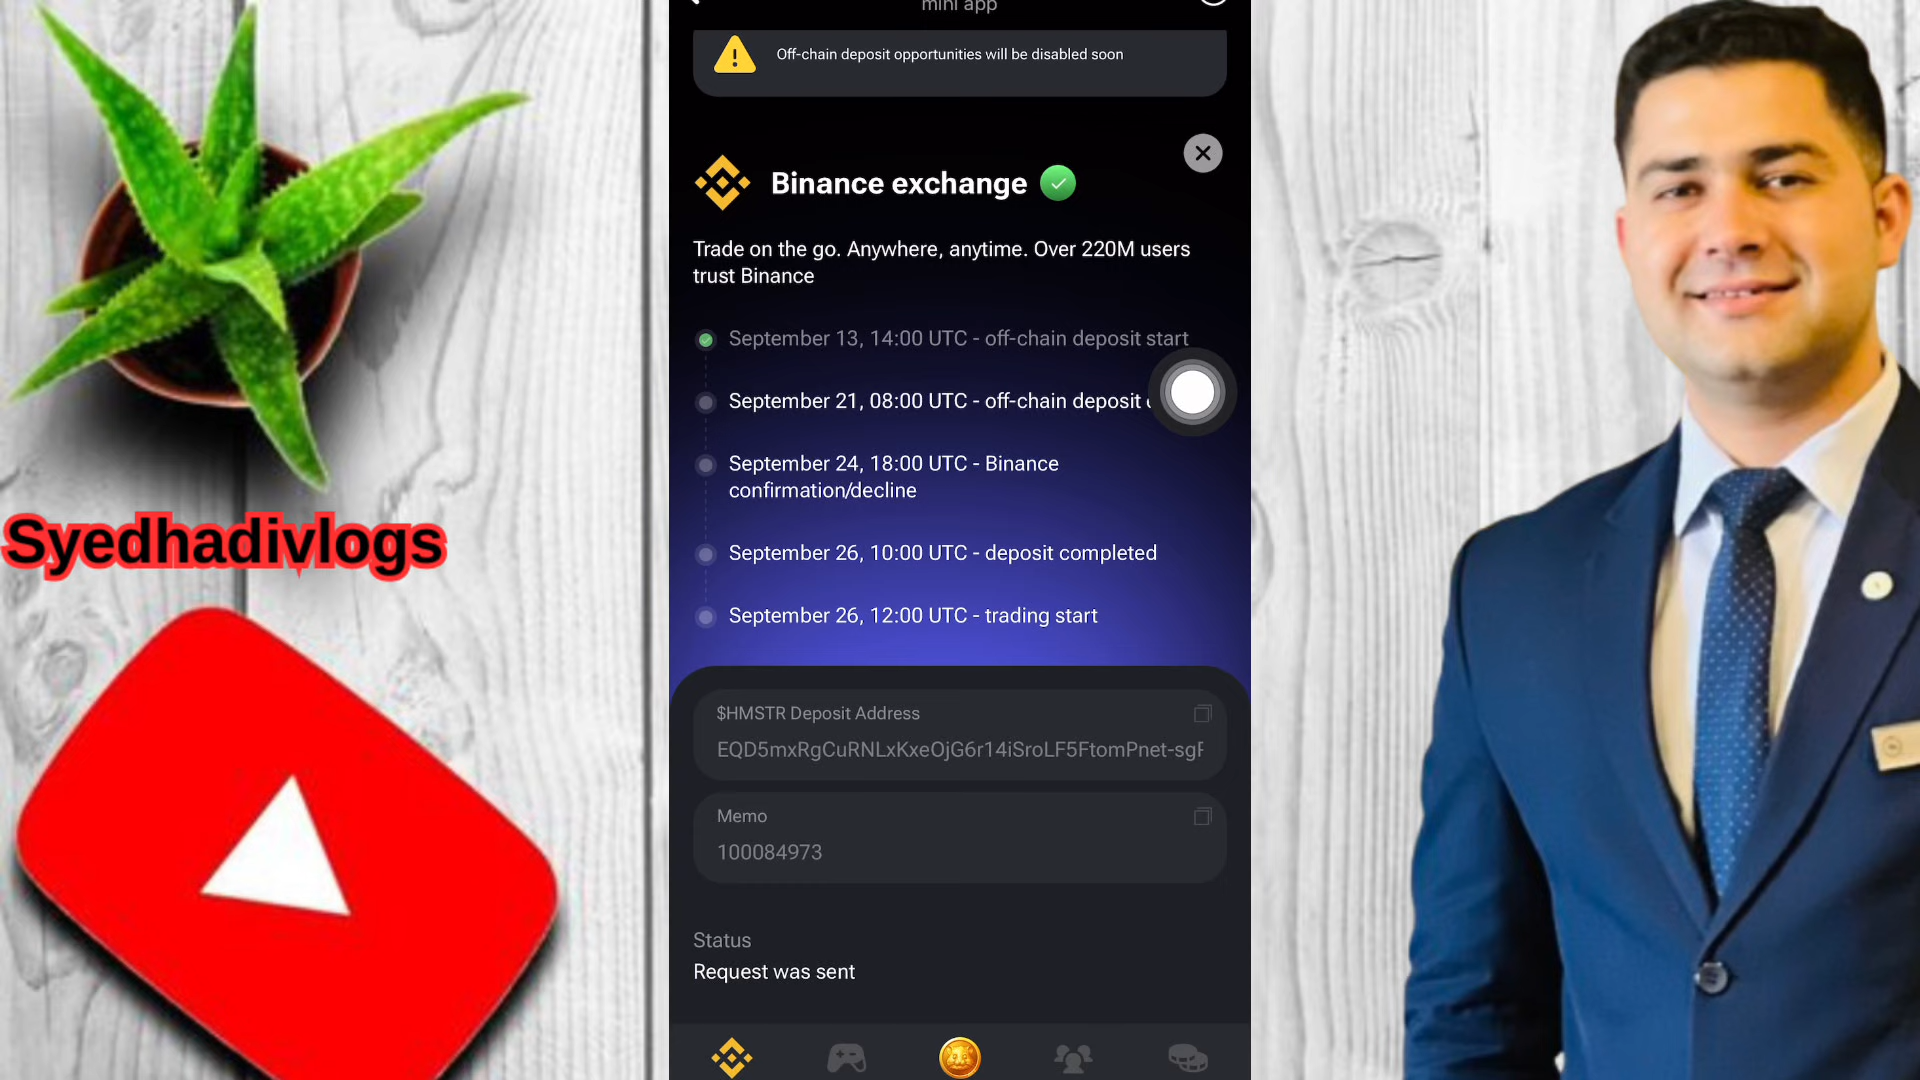 mini app
Off-chain deposit opportunities will be disabled soon
Binance exchange
Trade on the go. Anywhere, anytime. Over 220M users
trust Binance
September 13, 14:00 UTC - off-chain deposit start
September 21, 08:00 UTC - off-chain deposit
September 24, 18:00 UTC - Binance
confirmation/decline
September 26, 10:00 UTC - deposit completed
September 26, 12:00 UTC - trading start
$HMSTR Deposit Address
EQD5mxRgCuRNLxKxeOjG6r14iSroLF5FtomPnet-sgF
Memo
100084973
Status
Request was sent
Syedhadivlogs